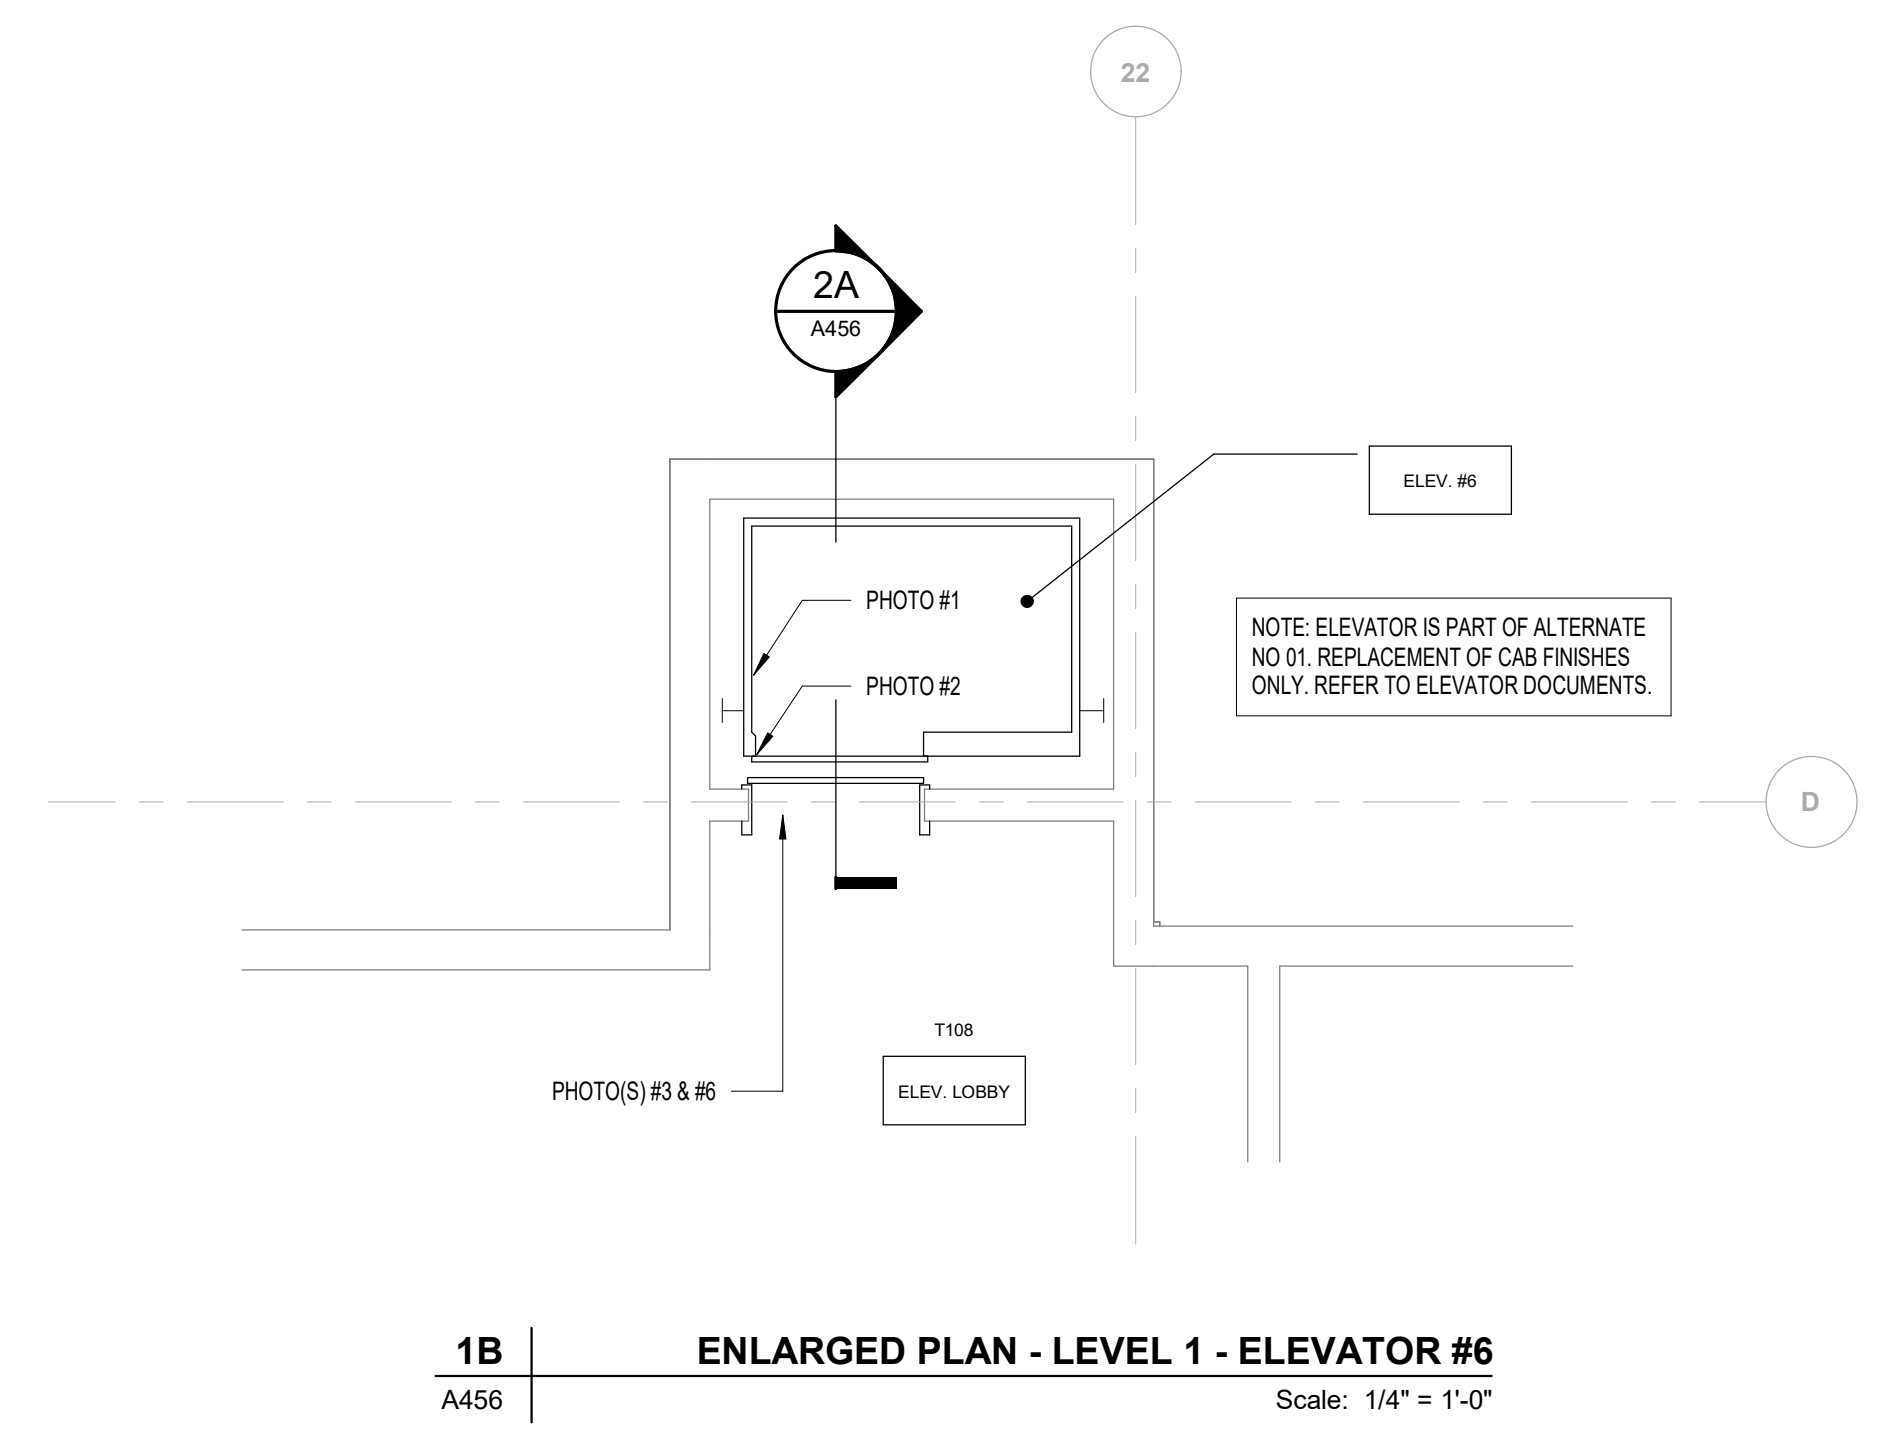 22
2A
A456
ELEV. #6
PHOTO #1
NOTE: ELEVATOR IS PART OF ALTERNATE
NO 01. REPLACEMENT OF CAB FINISHES
ONLY. REFER TO ELEVATOR DOCUMENTS.
PHOTO #2
D
T108
ELEV. LOBBY
PHOTO(S) #3 & #6
1B
ENLARGED PLAN - LEVEL 1 - ELEVATOR #6
A456
Scale: 1/4" = 1'-0"